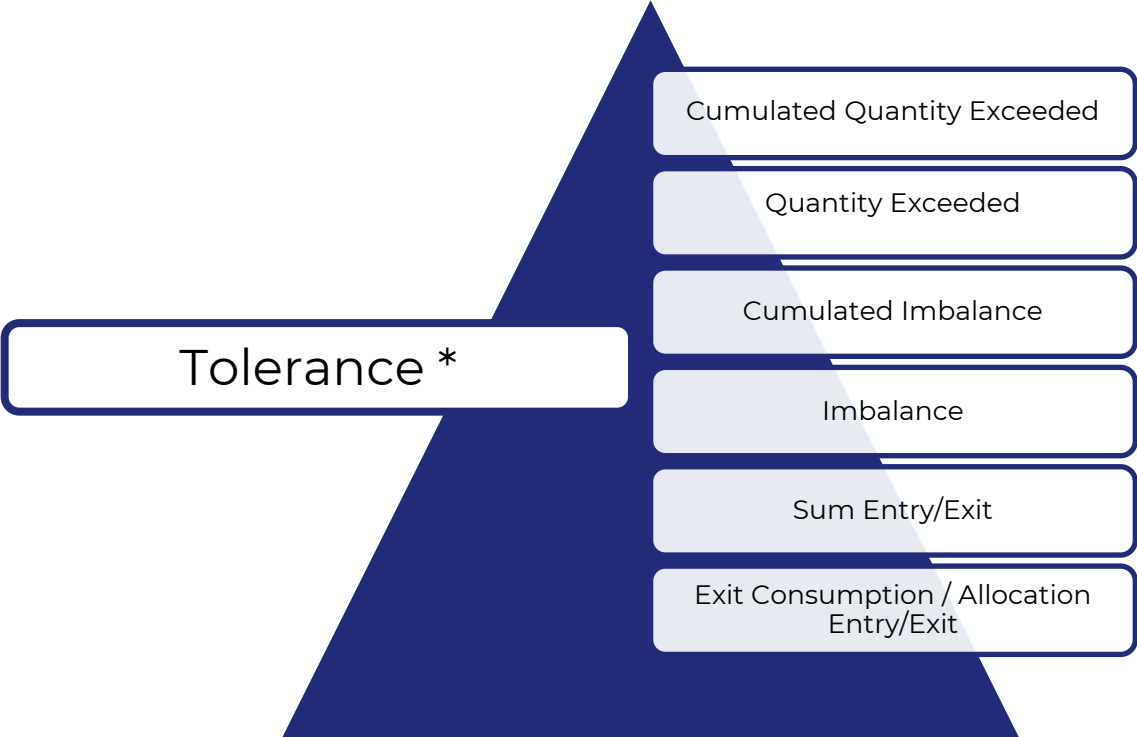 Cumulated Quantity Exceeded
Quantity Exceeded
Cumulated Imbalance
Tolerance *
Imbalance
Sum Entry/Exit
Exit Consumption / Allocation
Entry/Exit